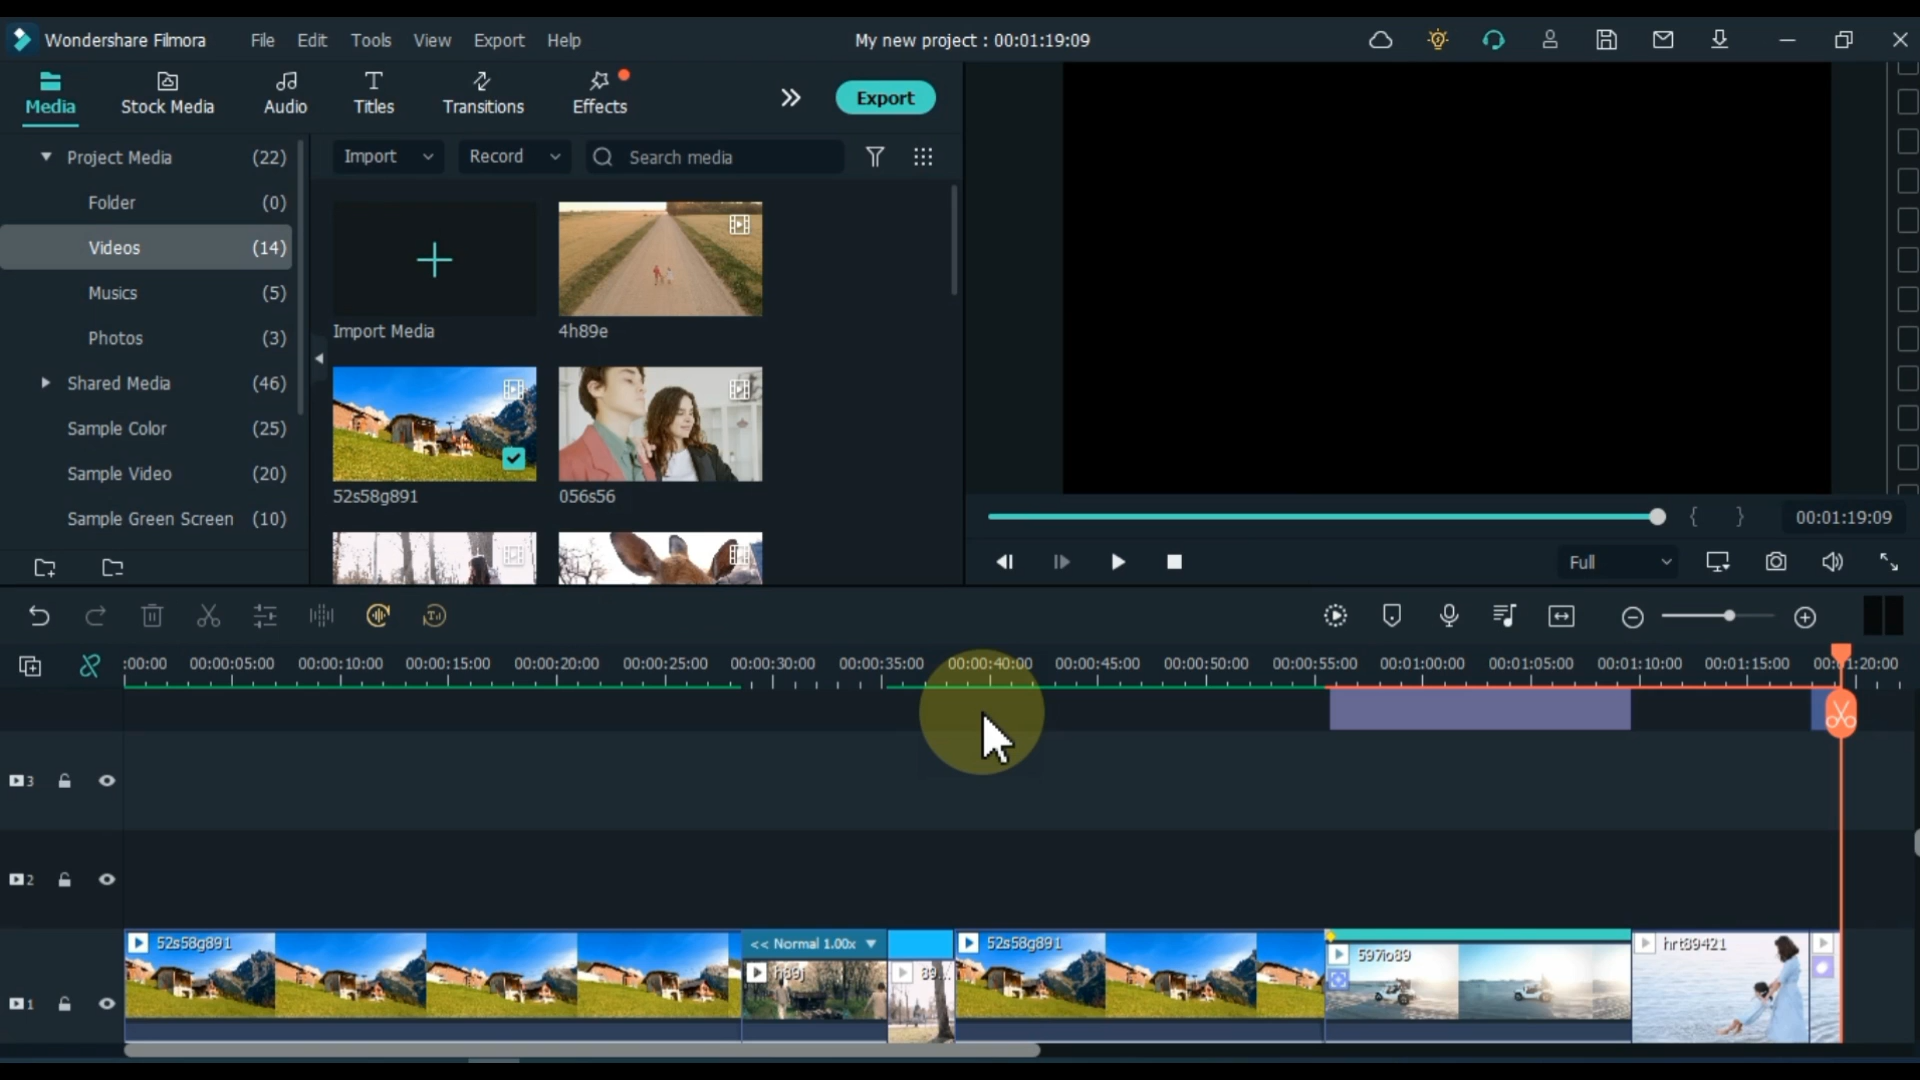 Wondershare Filmora File Edit Tools View Export Help My new project : 00:01:19:09
Media Stock Media Audio Titles Transitions Effects Export
Project Media (22)
Folder (0)
Videos (14)
Musics (5)
Photos (3)
Shared Media (46)
Sample Color (25)
Sample Video (20)
Sample Green Screen (10)
Import Record Search media
Import Media 4h89e
52s58g891 056s56
00:01:19:09
Full
:00:00 00:00:05:00 00:00:10:00 00:00:15:00 00:00:20:00 00:00:25:00 00:00:30:00 00:00:35:00 00:00:40:00 00:00:45:00 00:00:50:00 00:00:55:00 00:01:00:00 00:01:05:00 00:01:10:00 00:01:15:00 00:01:20:00
3
2
1
52s58g891 << Normal 1.00x 52s58g891 hrt89421
597io89
89...